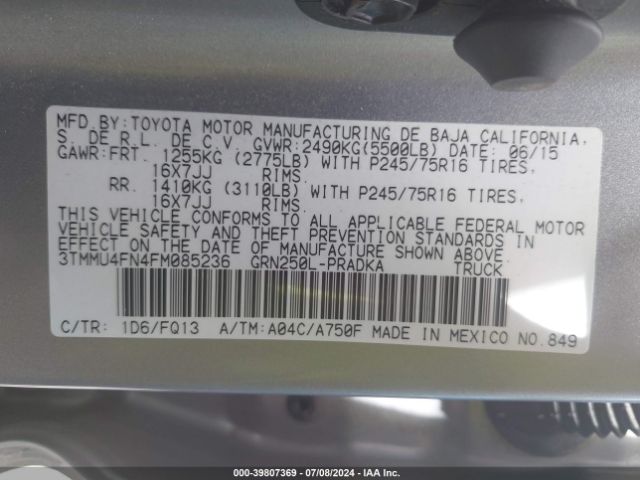 MFD.BY:TOYOTA MOTOR MANUFACTURING DE BAJA CALIFORNIA,
S. DE R.L. DE C.V. GVWR:2490KG(5500LB) DATE: 06/15
GAWR:FRT. 1255KG (2775LB) WITH P245/75R16 TIRES,
16X7JJ RIMS.
RR. 1410KG (3110LB) WITH P245/75R16 TIRES,
16X7JJ RIMS.
THIS VEHICLE CONFORMS TO ALL APPLICABLE FEDERAL MOTOR
VEHICLE SAFETY AND THEFT PREVENTION STANDARDS IN
EFFECT ON THE DATE OF MANUFACTURE SHOWN ABOVE.
3TMMU4FN4FM085236 GRN250L-PRADKA TRUCK
C/TR: 1D6/FQ13 A/TM:A04C/A750F MADE IN MEXICO NO.849
000-39807369 | 07/08/2024 | IAA Inc.